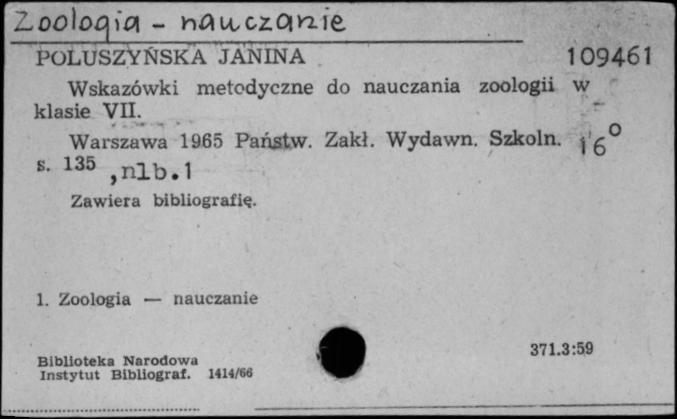 Zoologia - nauczanie
POLUSZYŃSKA JANINA 109461
Wskazówki metodyczne do nauczania zoologii w
klasie VII.
Warszawa 1965 Państw. Zakł. Wydawn. Szkoln. 16°
s. 135 ,nlb.1
Zawiera bibliografię.
1. Zoologia — nauczanie
371.3:59
Biblioteka Narodowa
Instytut Bibliograf. 1414/66